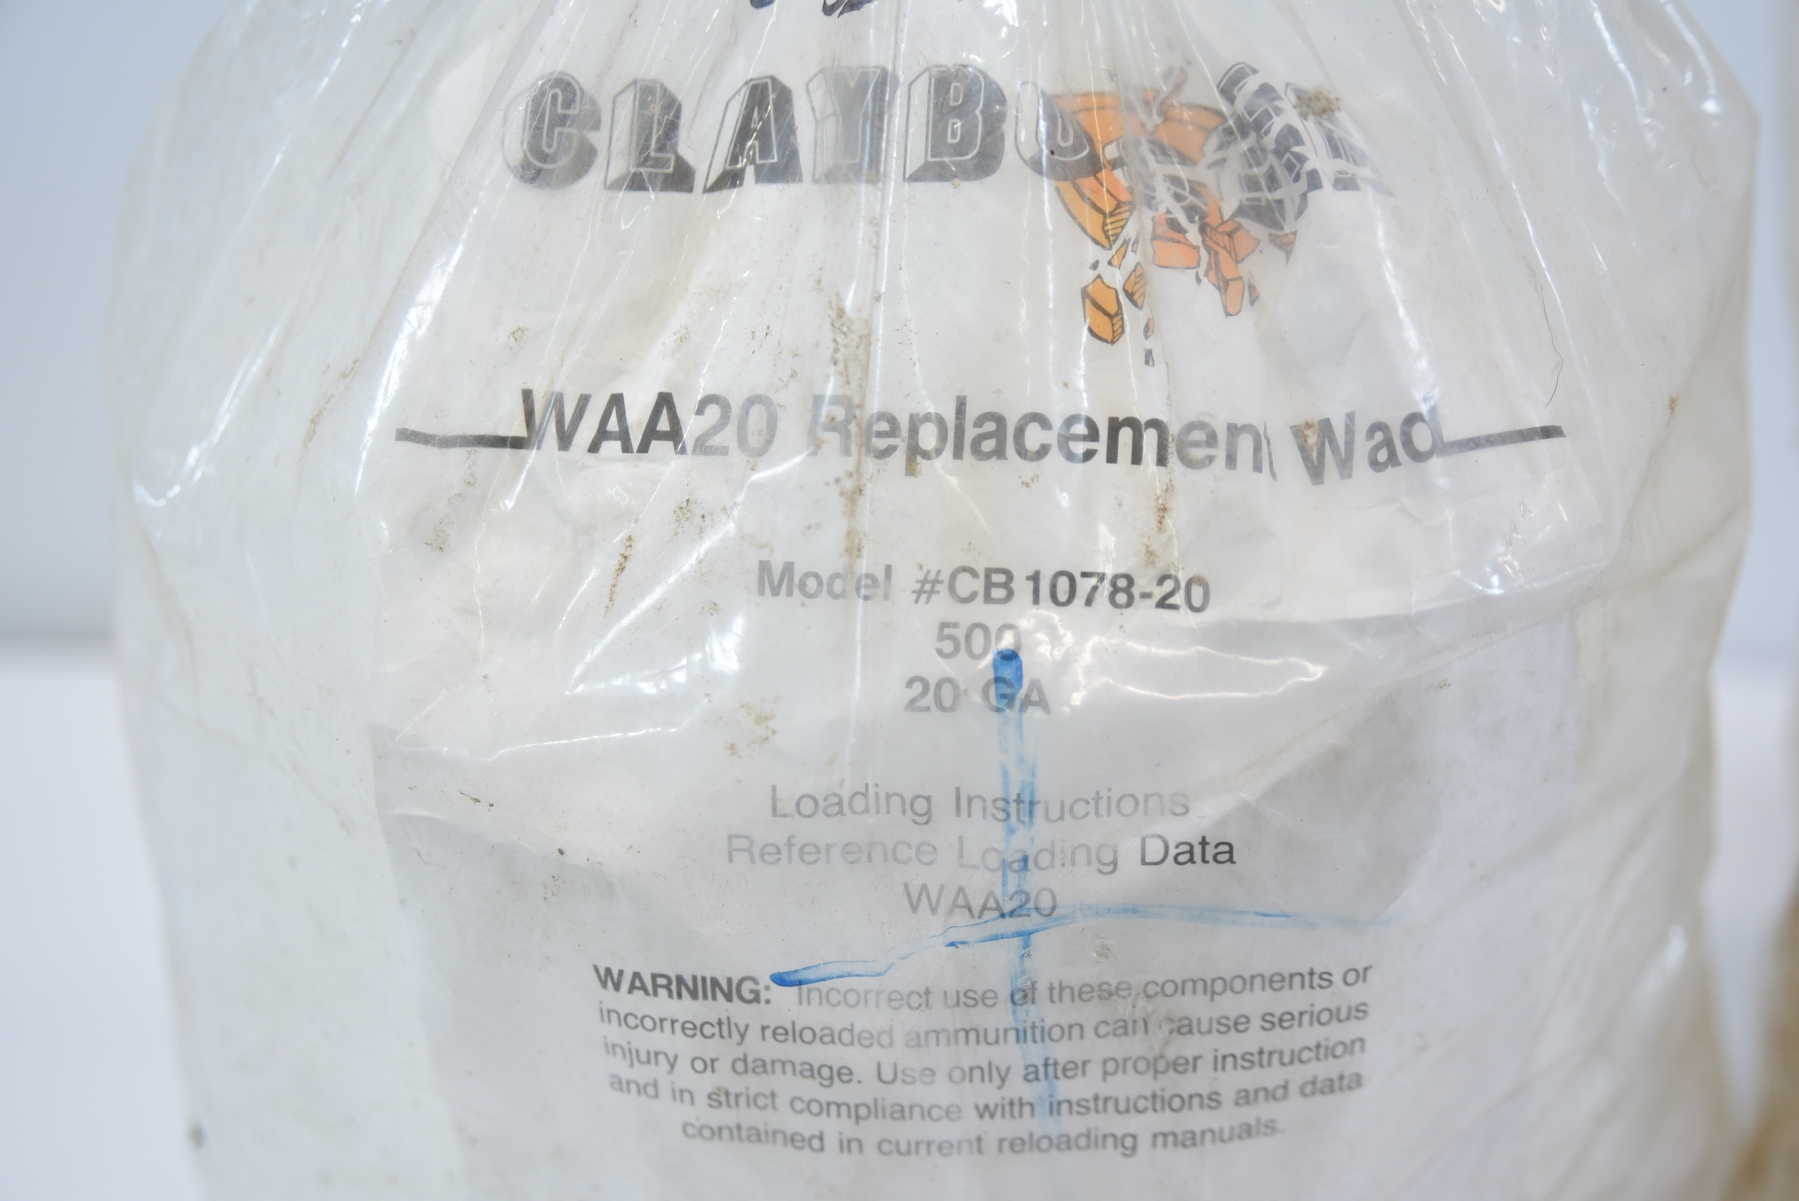 CLAYBU
WAA20 Replacement Wad
Model #CB1078-20
500
20 GA
Loading Instructions
Reference Loading Data
WAA20
WARNING: Incorrect use of these components or
incorrectly reloaded ammunition can cause serious
injury or damage. Use only after proper instruction
and in strict compliance with instructions and data
contained in current reloading manuals.